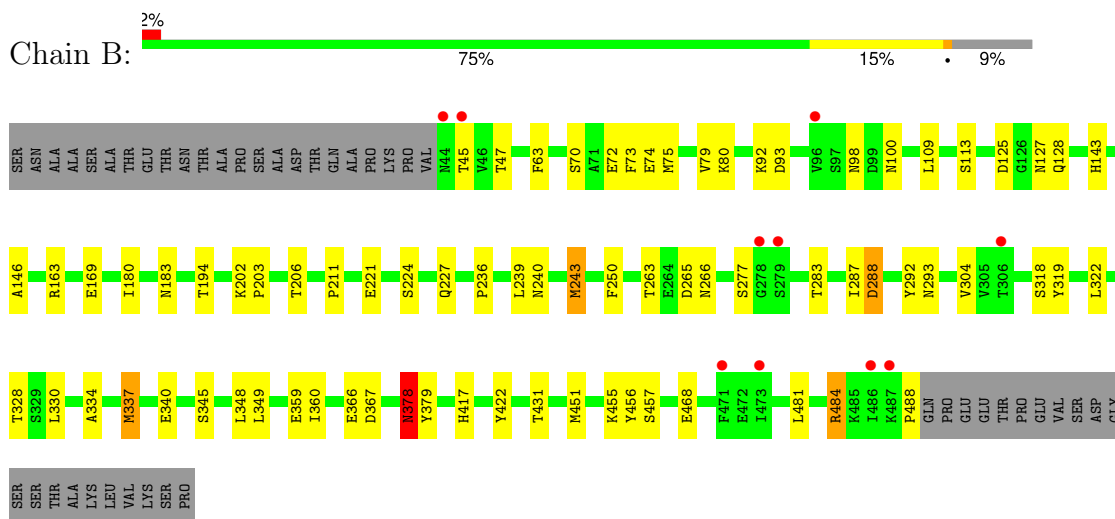 2%
Chain B:
75% 15% • 9%
SER ASN ALA ALA SER ALA THR GLU THR ASN THR ALA PRO SER ALA ASP THR GLN ALA PRO LYS PRO VAL N44 T45 V46 T47 F63 S70 A71 E72 F73 E74 M75 V79 K80 K92 D93 V96 S97 N98 D99 N100 L109 S113 D125 G126 N127 Q128 H143
A146 R163 E169 I180 N183 T194 K202 P203 T206 P211 E221 S224 Q227 P236 L239 N240 M243 F250 T263 E264 D265 N266 S277 G278 S279 T283 I287 D288 Y292 N293 V304 V305 T306 S318 Y319 L322
T328 S329 L330 A334 M337 E340 S345 L348 L349 E359 I360 E366 D367 N378 Y379 H417 Y422 T431 M451 K455 Y456 S457 E468 F471 E472 I473 L481 R484 K485 I486 K487 P488 GLN PRO GLU GLU THR PRO GLU VAL SER ASP GLY
SER SER THR ALA LYS LEU VAL LYS SER PRO